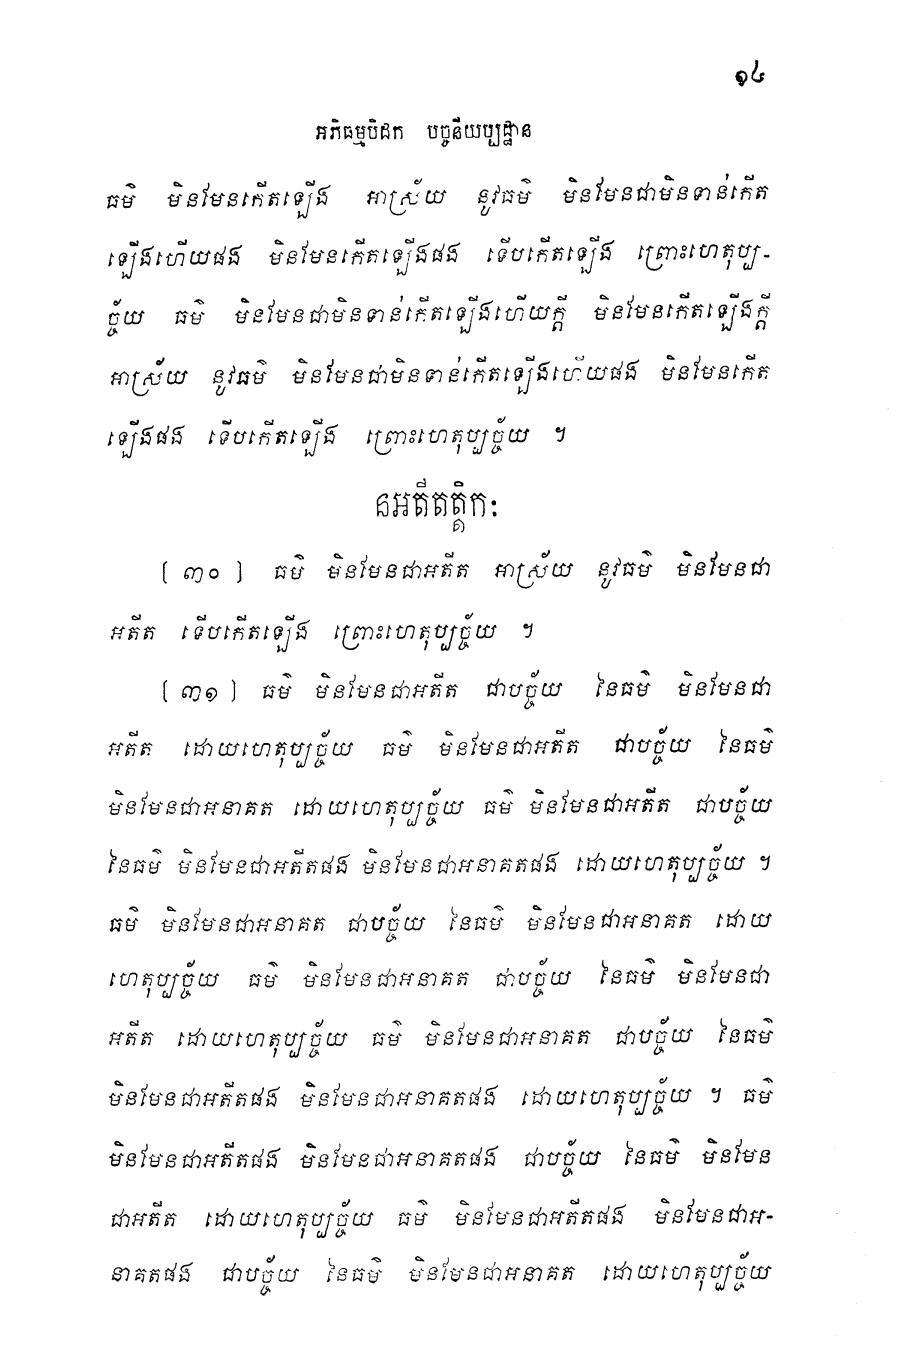 ១៤
អភិធម្មបិដក បច្ចនីយប្បដ្ឋាន
ធម៌ មិនមែនកើតឡើង អាស្រ័យ នូវធម៌ មិនមែនជាមិនទាន់កើត
ឡើងហើយផង មិនមែនកើតឡើងផង ទើបកើតឡើង ព្រោះហេតុប្ប-
ច្ច័យ ធម៌ មិនមែនជាមិនទាន់កើតឡើងហើយក្តី មិនមែនកើតឡើងក្តី
អាស្រ័យ នូវធម៌ មិនមែនជាមិនទាន់កើតឡើងហើយផង មិនមែនកើត
ឡើងផង ទើបកើតឡើង ព្រោះហេតុប្បច្ច័យ ។
នអតីតត្តិកៈ
[ ៣០ ] ធម៌ មិនមែនជាអតីត អាស្រ័យ នូវធម៌ មិនមែនជា
អតីត ទើបកើតឡើង ព្រោះហេតុប្បច្ច័យ ។
[ ៣១ ] ធម៌ មិនមែនជាអតីត ជាបច្ច័យ នៃធម៌ មិនមែនជា
អតីត ដោយហេតុប្បច្ច័យ ធម៌ មិនមែនជាអតីត ជាបច្ច័យ នៃធម៌
មិនមែនជាអនាគត ដោយហេតុប្បច្ច័យ ធម៌ មិនមែនជាអតីត ជាបច្ច័យ
នៃធម៌ មិនមែនជាអតីតផង មិនមែនជាអនាគតផង ដោយហេតុប្បច្ច័យ ។
ធម៌ មិនមែនជាអនាគត ជាបច្ច័យ នៃធម៌ មិនមែនជាអនាគត ដោយ
ហេតុប្បច្ច័យ ធម៌ មិនមែនជាអនាគត ជាបច្ច័យ នៃធម៌ មិនមែនជា
អតីត ដោយហេតុប្បច្ច័យ ធម៌ មិនមែនជាអនាគត ជាបច្ច័យ នៃធម៌
មិនមែនជាអតីតផង មិនមែនជាអនាគតផង ដោយហេតុប្បច្ច័យ ។ ធម៌
មិនមែនជាអតីតផង មិនមែនជាអនាគតផង ជាបច្ច័យ នៃធម៌ មិនមែន
ជាអតីត ដោយហេតុប្បច្ច័យ ធម៌ មិនមែនជាអតីតផង មិនមែនជាអ-
នាគតផង ជាបច្ច័យ នៃធម៌ មិនមែនជាអនាគត ដោយហេតុប្បច្ច័យ